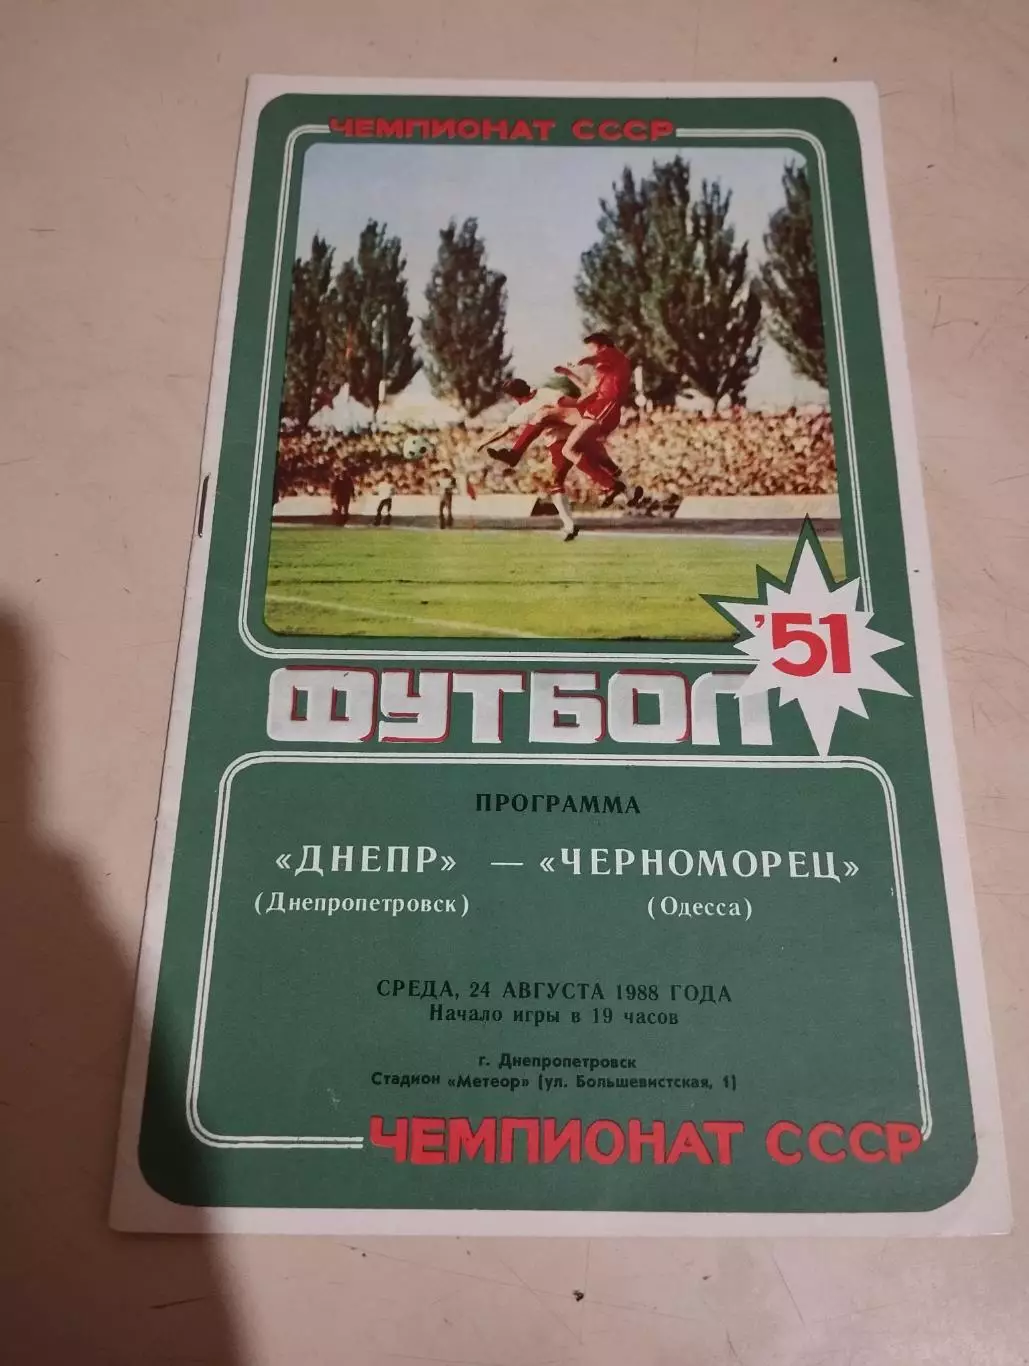 ЧЕМПИОНАТ СССР
'51
ФУТБОЛ
ПРОГРАММА
«ДНЕПР» — «ЧЕРНОМОРЕЦ»
(Днепропетровск) (Одесса)
СРЕДА, 24 АВГУСТА 1988 ГОДА
Начало игры в 19 часов
г. Днепропетровск
Стадион «Метеор» (ул. Большевистская, 1)
ЧЕМПИОНАТ СССР